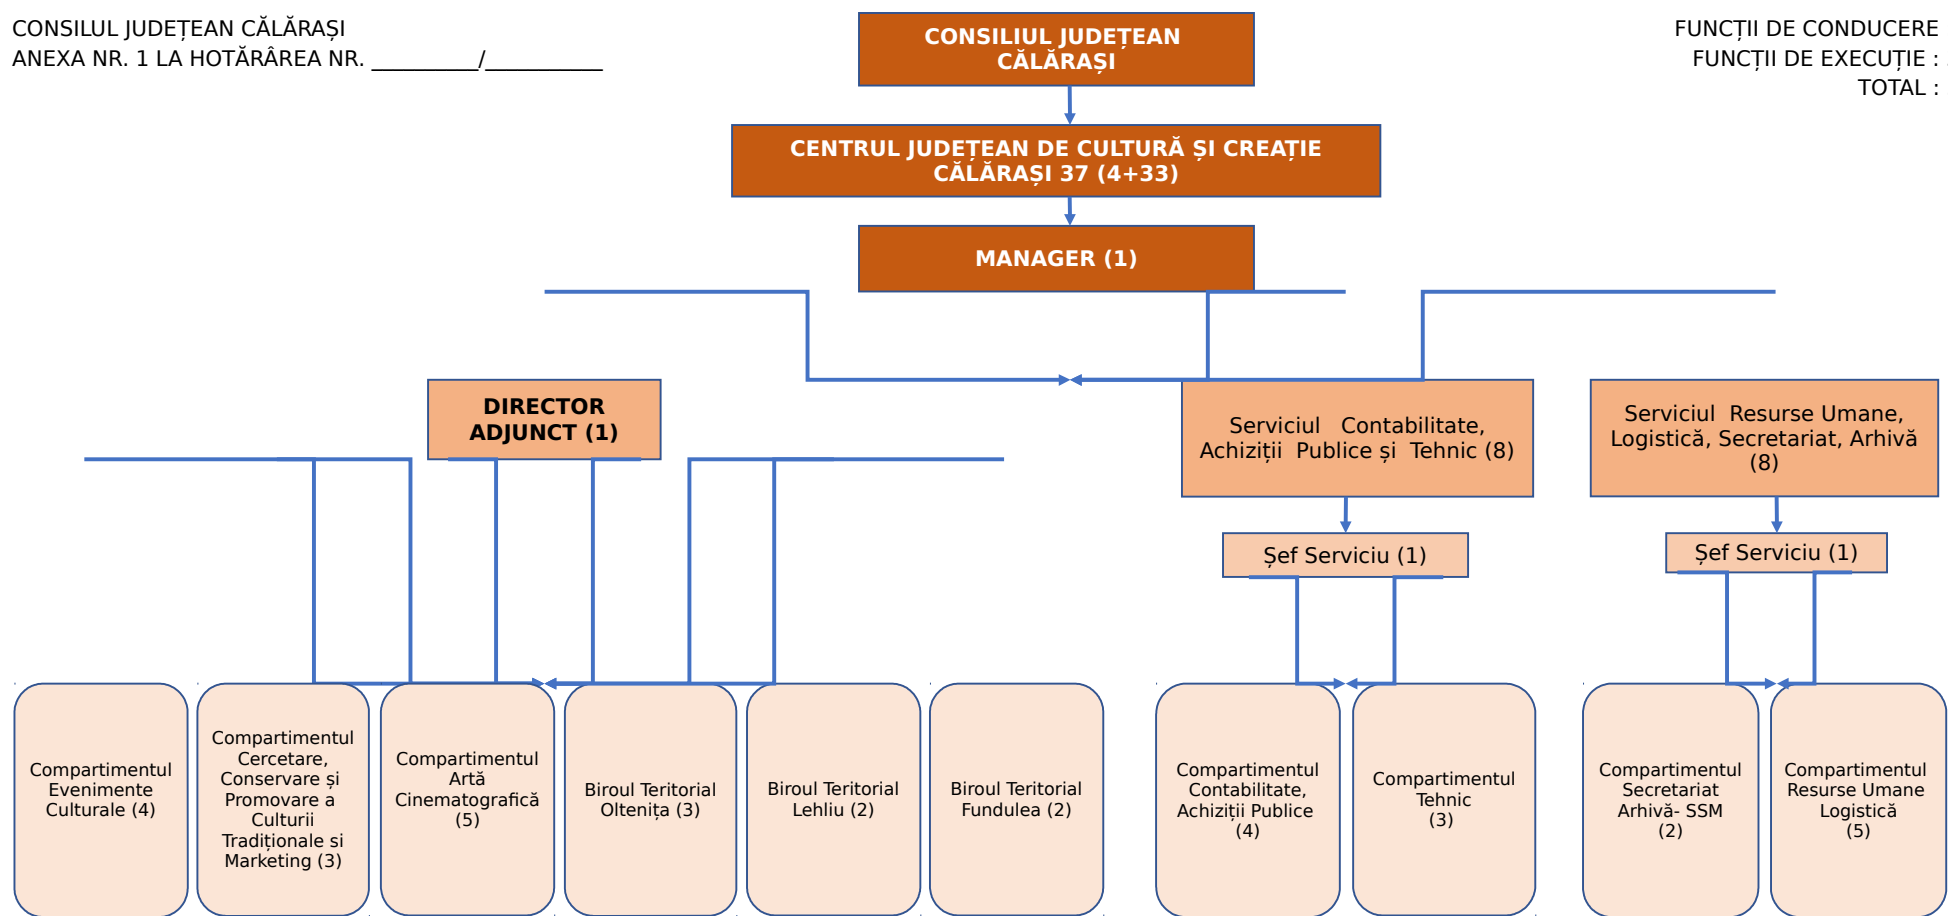 CONSILUL JUDEȚEAN CĂLĂRAȘI
ANEXA NR. 1 LA HOTĂRÂREA NR. __________/___________
FUNCȚII DE CONDUCERE
FUNCȚII DE EXECUȚIE :
TOTAL :
CONSILIUL JUDEȚEAN
CĂLĂRAȘI
CENTRUL JUDEȚEAN DE CULTURĂ ȘI CREAȚIE
CĂLĂRAȘI 37 (4+33)
MANAGER (1)
DIRECTOR
ADJUNCT (1)
Serviciul Contabilitate,
Achiziții Publice și Tehnic (8)
Serviciul Resurse Umane,
Logistică, Secretariat, Arhivă
(8)
Șef Serviciu (1)
Șef Serviciu (1)
Compartimentul
Evenimente
Culturale (4)
Compartimentul
Cercetare,
Conservare și
Promovare a
Culturii
Tradiționale si
Marketing (3)
Compartimentul
Artă
Cinematografică
(5)
Biroul Teritorial
Oltenița (3)
Biroul Teritorial
Lehliu (2)
Biroul Teritorial
Fundulea (2)
Compartimentul
Contabilitate,
Achiziții Publice
(4)
Compartimentul
Tehnic
(3)
Compartimentul
Secretariat
Arhivă- SSM
(2)
Compartimentul
Resurse Umane
Logistică
(5)